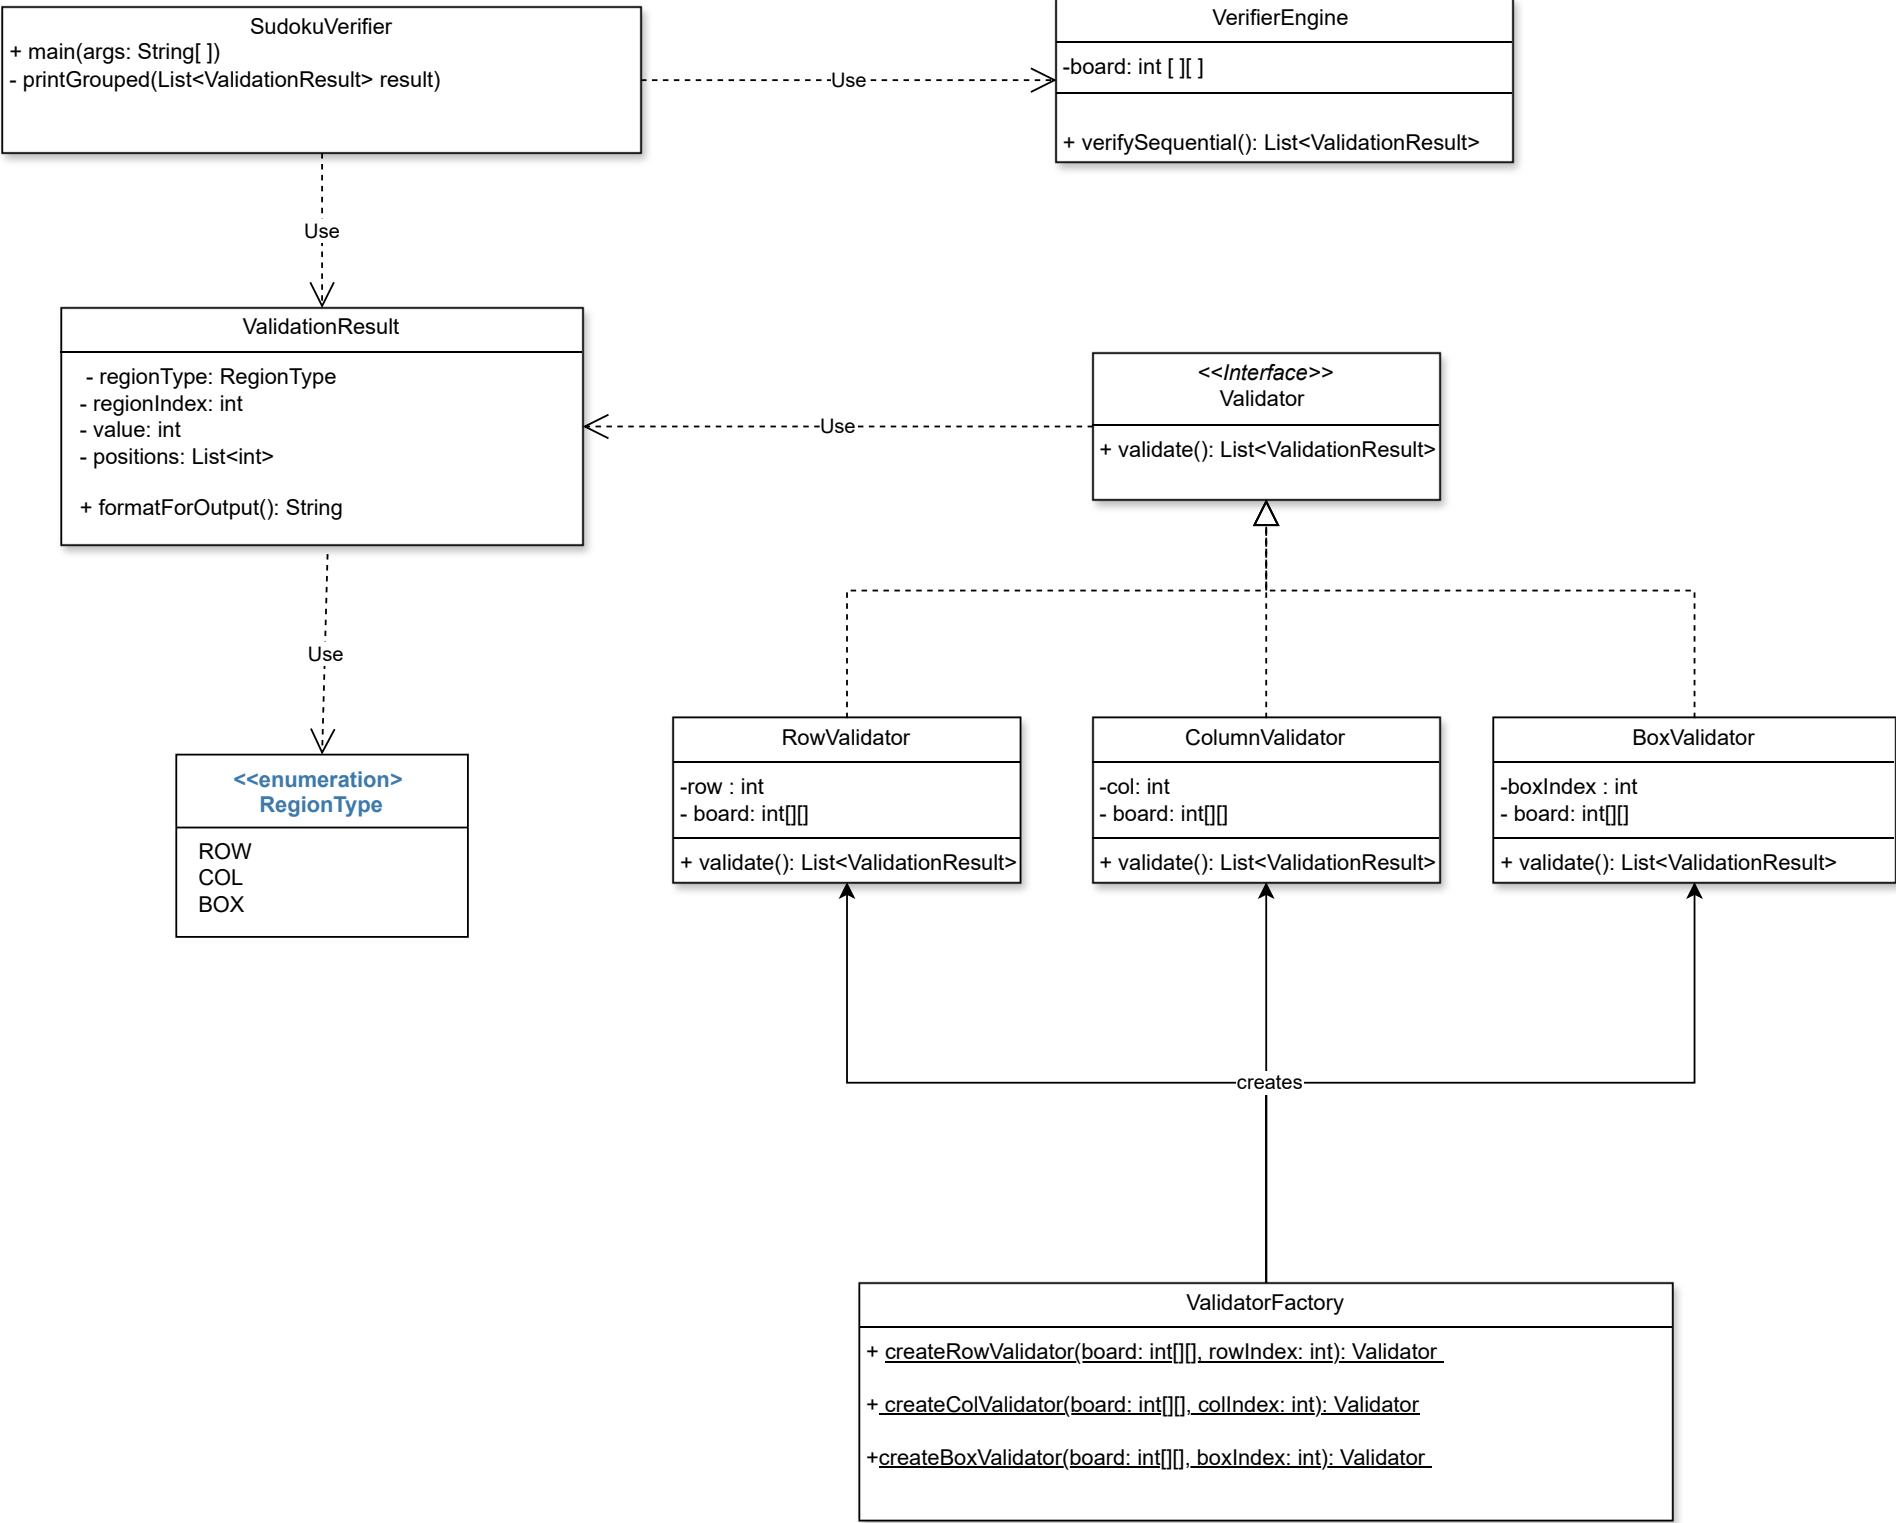 SudokuVerifier
+ main(args: String[ ])
- printGrouped(List<ValidationResult> result)
Use
VerifierEngine
-board: int [ ][ ]
+ verifySequential(): List<ValidationResult>
Use
ValidationResult
- regionType: RegionType
- regionIndex: int
- value: int
- positions: List<int>
+ formatForOutput(): String
Use
<<Interface>>
Validator
+ validate(): List<ValidationResult>
Use
<<enumeration>
RegionType
ROW
COL
BOX
RowValidator
-row : int
- board: int[][]
+ validate(): List<ValidationResult>
ColumnValidator
-col: int
- board: int[][]
+ validate(): List<ValidationResult>
BoxValidator
-boxIndex : int
- board: int[][]
+ validate(): List<ValidationResult>
creates
ValidatorFactory
+ createRowValidator(board: int[][], rowIndex: int): Validator
+ createColValidator(board: int[][], colIndex: int): Validator
+createBoxValidator(board: int[][], boxIndex: int): Validator